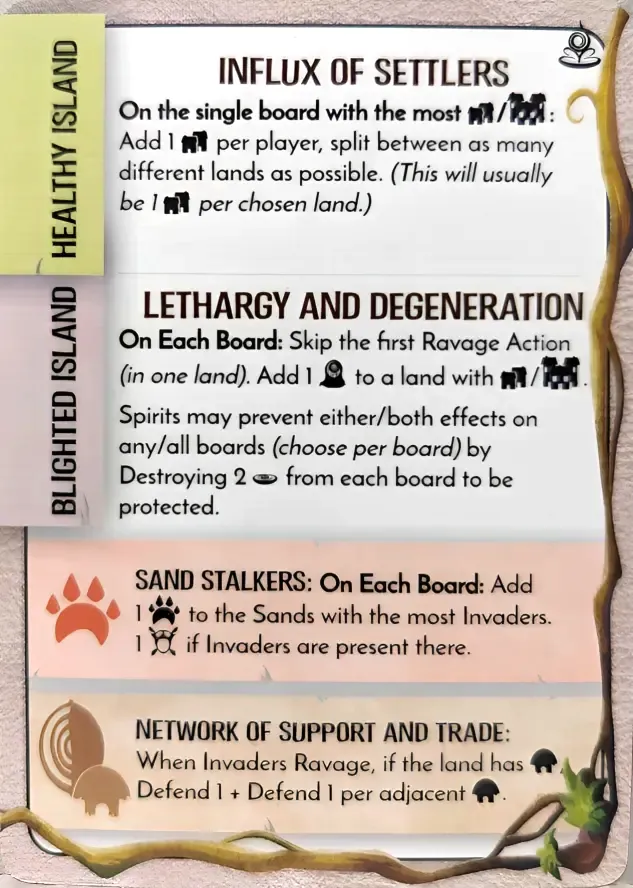 HEALTHY ISLAND
INFLUX OF SETTLERS
On the single board with the most / :
Add 1 per player, split between as many
different lands as possible. (This will usually
be 1 per chosen land.)
BLIGHTED ISLAND
LETHARGY AND DEGENERATION
On Each Board: Skip the first Ravage Action
(in one land). Add 1 to a land with / .
Spirits may prevent either/both effects on
any/all boards (choose per board) by
Destroying 2 from each board to be
protected.
SAND STALKERS: On Each Board: Add
1 to the Sands with the most Invaders.
1 if Invaders are present there.
NETWORK OF SUPPORT AND TRADE:
When Invaders Ravage, if the land has ,
Defend 1 + Defend 1 per adjacent .